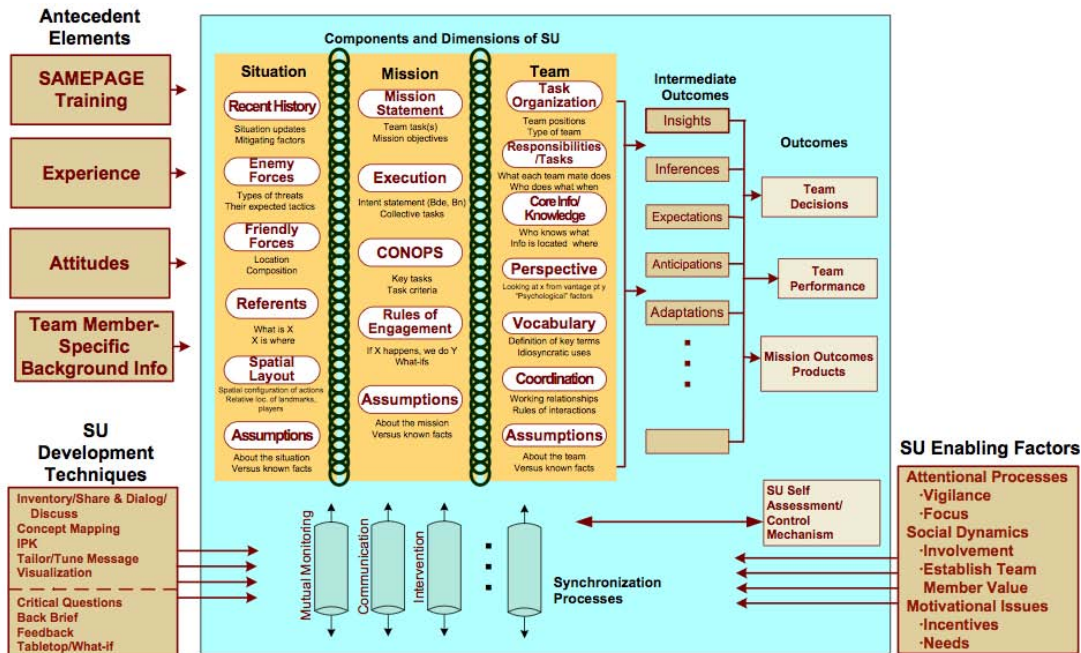 Antecedent
Elements
SAMEPAGE
Training
Experience
Attitudes
Team Member-
Specific
Background Info
SU
Development
Techniques
Inventory/Share & Dialog/
Discuss
Concept Mapping
IPK
Tailor/Tune Message
Visualization
Critical Questions
Back Brief
Feedback
Tabletop/What-if
Components and Dimensions of SU
Situation
Recent History
Situation updates
Mitigating factors
Enemy
Forces
Types of threats
Their expected tactics
Friendly
Forces
Location
Composition
Referents
What is X
X is where
Spatial
Layout
Spatial configuration of actions
Relative loc. of landmarks,
players
Assumptions
About the situation
Versus known facts
Mission
Mission
Statement
Team task(s)
Mission objectives
Execution
Intent statement (Bde, Bn)
Collective tasks
CONOPS
Key tasks
Task criteria
Rules of
Engagement
If X happens, we do Y
What-Ifs
Assumptions
About the mission
Versus known facts
Team
Task
Organization
Team positions
Type of team
Responsibilities
/Tasks
What each team mate does
Who does what when
Core Info/
Knowledge
Who knows what
Info is located where
Perspective
Looking at x from vantage pt y
"Psychological" factors
Vocabulary
Definition of key terms
Idiosyncratic uses
Coordination
Working relationships
Rules of interactions
Assumptions
About the team
Versus known facts
Intermediate
Outcomes
Insights
Inferences
Expectations
Anticipations
Adaptations
Outcomes
Team
Decisions
Team
Performance
Mission Outcomes
Products
SU Self
Assessment/
Control
Mechanism
Mutual Monitoring
Communication
Intervention
Synchronization
Processes
SU Enabling Factors
Attentional Processes
·Vigilance
·Focus
Social Dynamics
·Involvement
·Establish Team
Member Value
Motivational Issues
·Incentives
·Needs